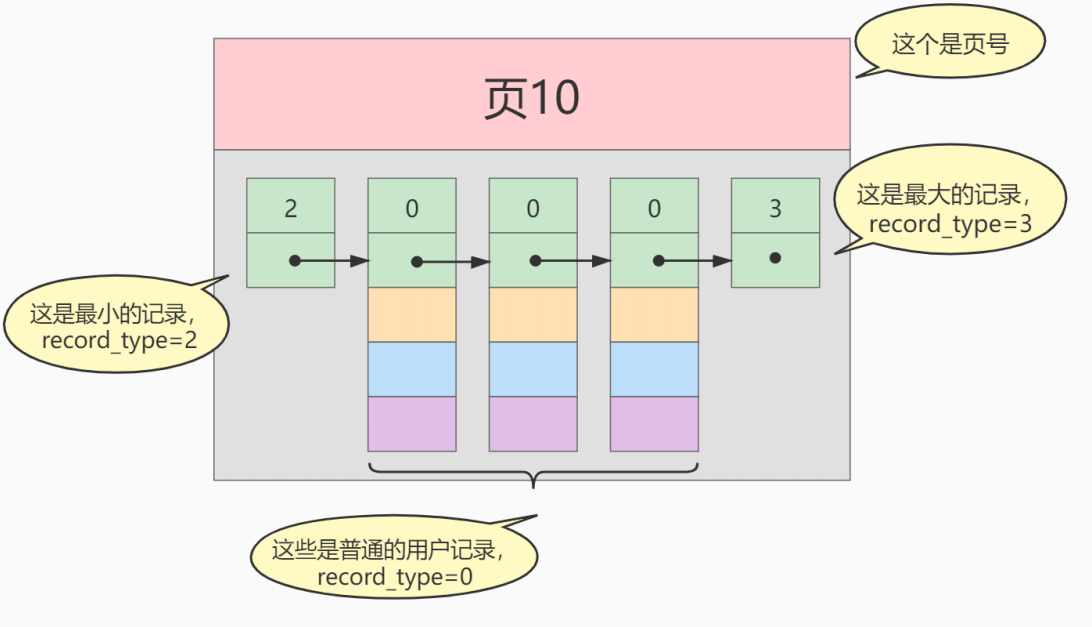 这个是页号
页10
这是最大的记录，
record_type=3
2
0
0
0
3
这是最小的记录，
record_type=2
这些是普通的用户记录，
record_type=0